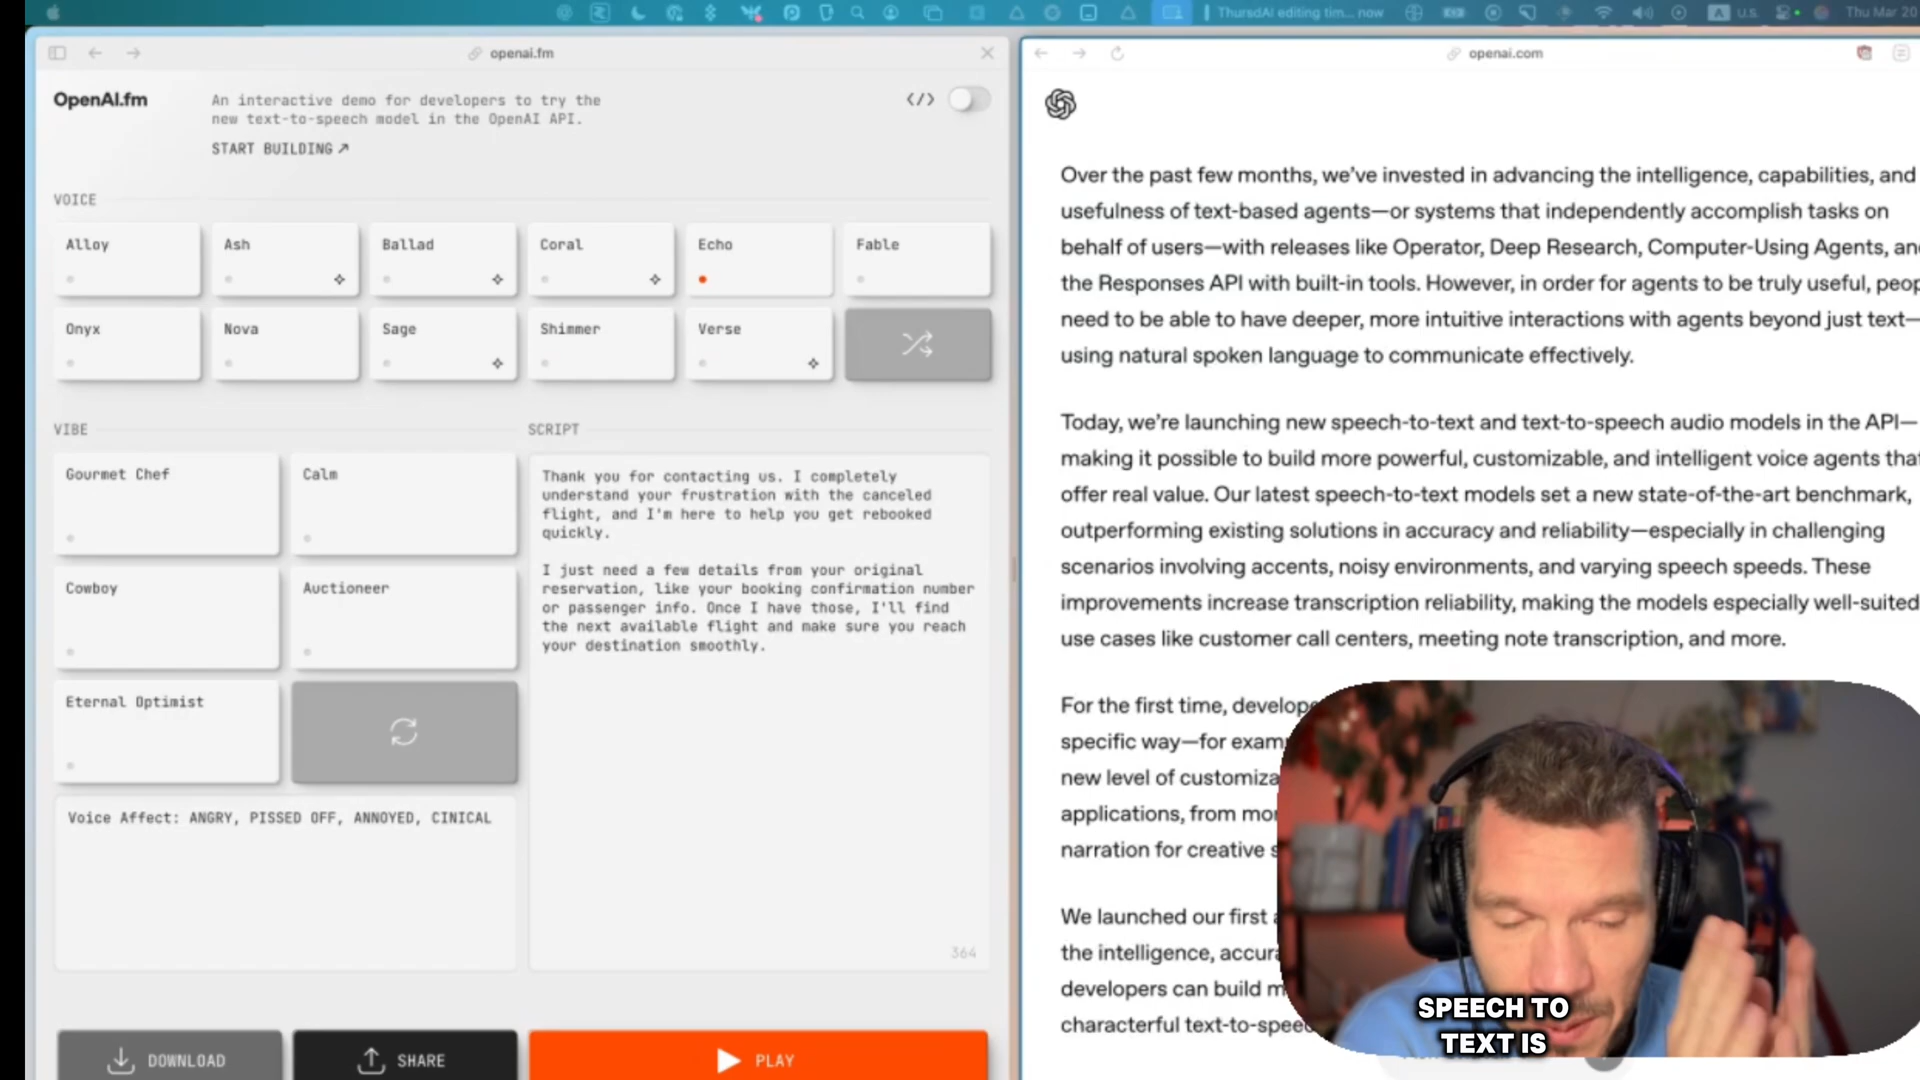 ThursdAI editing tim... now
U.S.
Thu Mar 20
openai.fm
OpenAI.fm
An interactive demo for developers to try the
new text-to-speech model in the OpenAI API.
START BUILDING ↗
</>
VOICE
Alloy
Ash
Ballad
Coral
Echo
Fable
Onyx
Nova
Sage
Shimmer
Verse
VIBE
Gourmet Chef
Calm
Cowboy
Auctioneer
Eternal Optimist
Voice Affect: ANGRY, PISSED OFF, ANNOYED, CINICAL
SCRIPT
Thank you for contacting us. I completely
understand your frustration with the canceled
flight, and I'm here to help you get rebooked
quickly.
I just need a few details from your original
reservation, like your booking confirmation number
or passenger info. Once I have those, I'll find
the next available flight and make sure you reach
your destination smoothly.
364
DOWNLOAD
SHARE
PLAY
openai.com
Over the past few months, we've invested in advancing the intelligence, capabilities, and
usefulness of text-based agents—or systems that independently accomplish tasks on
behalf of users—with releases like Operator, Deep Research, Computer-Using Agents, and
the Responses API with built-in tools. However, in order for agents to be truly useful, peop
need to be able to have deeper, more intuitive interactions with agents beyond just text—
using natural spoken language to communicate effectively.
Today, we're launching new speech-to-text and text-to-speech audio models in the API—
making it possible to build more powerful, customizable, and intelligent voice agents that
offer real value. Our latest speech-to-text models set a new state-of-the-art benchmark,
outperforming existing solutions in accuracy and reliability—especially in challenging
scenarios involving accents, noisy environments, and varying speech speeds. These
improvements increase transcription reliability, making the models especially well-suited
use cases like customer call centers, meeting note transcription, and more.
For the first time, develope
specific way—for exam
new level of customiza
applications, from mor
narration for creative s
We launched our first a
the intelligence, accura
developers can build m
characterful text-to-speec
SPEECH TO
TEXT IS